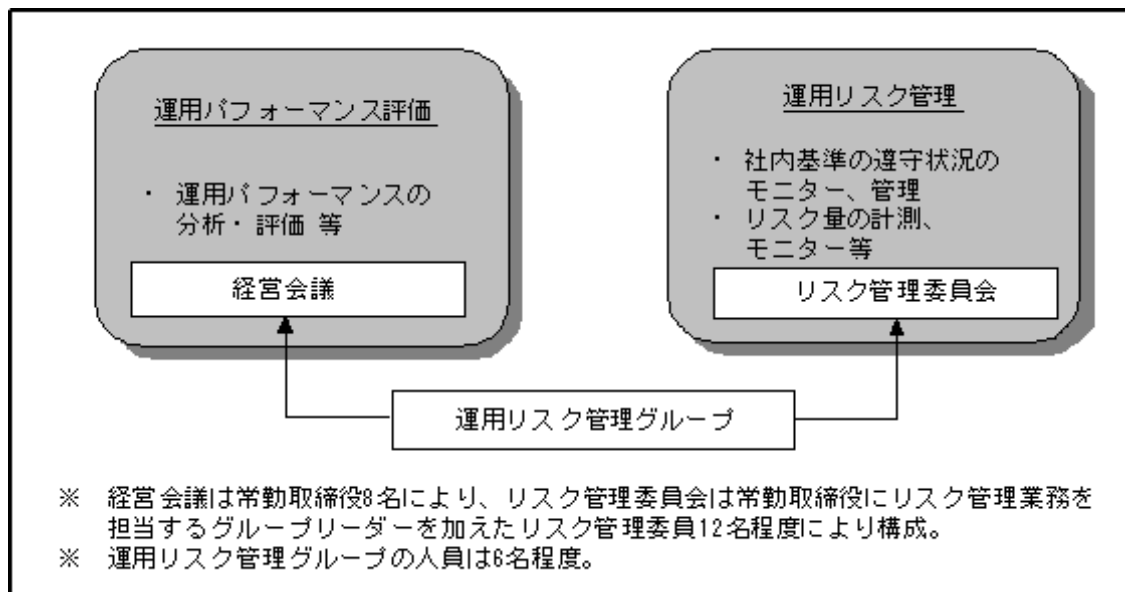 運用パフォーマンス評価
・ 運用パフォーマンスの
分析・評価 等
経営会議
運用リスク管理
・ 社内基準の遵守状況の
モニター、管理
・ リスク量の計測、
モニター等
リスク管理委員会
運用リスク管理グループ
※ 経営会議は常勤取締役8名により、リスク管理委員会は常勤取締役にリスク管理業務を
担当するグループリーダーを加えたリスク管理委員12名程度により構成。
※ 運用リスク管理グループの人員は6名程度。